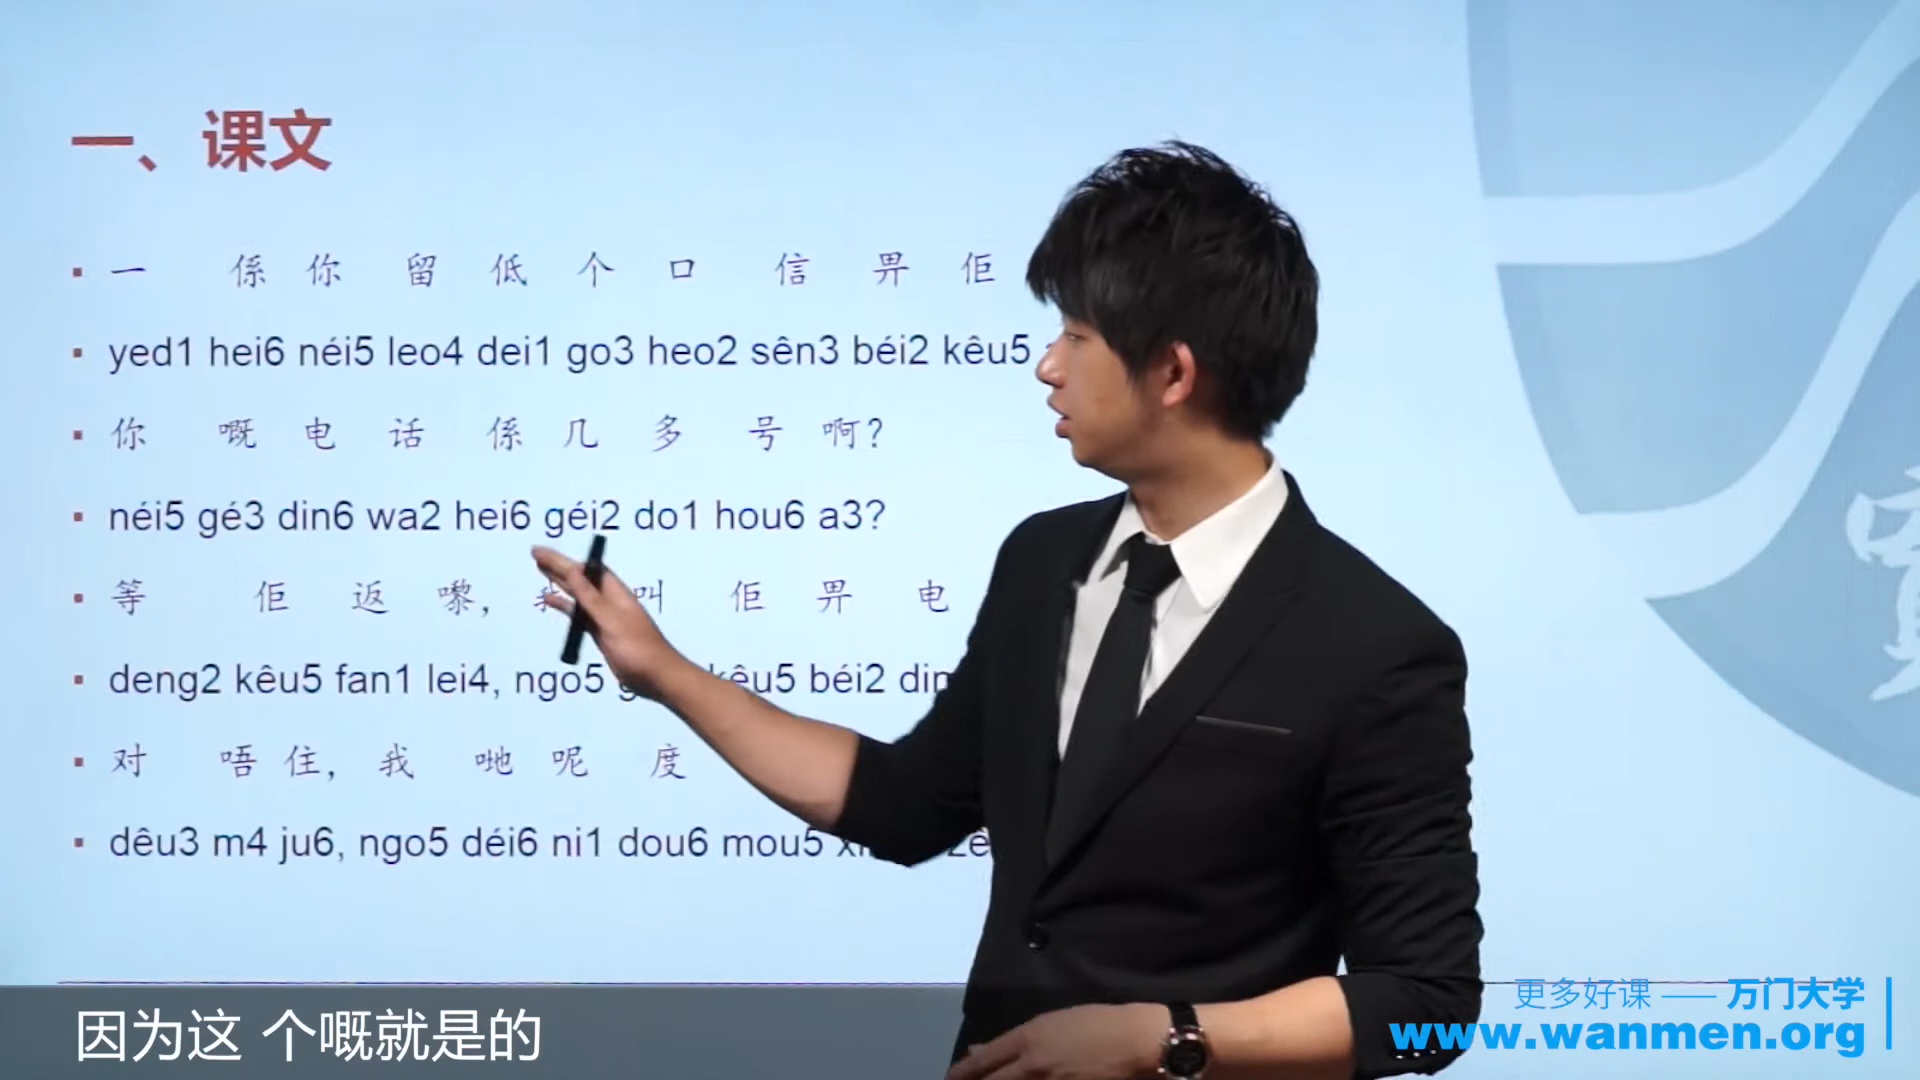 一、课文
一 係 你 留 低 个 口 信 畀 佢
yed1 hei6 néi5 leo4 dei1 go3 heo2 sên3 béi2 kêu5
你 嘅 电 话 係 几 多 号 啊？
néi5 gé3 din6 wa2 hei6 géi2 do1 hou6 a3?
等 佢 返 嚟， 我 叫 佢 畀 电
deng2 kêu5 fan1 lei4, ngo5 kêu5 béi2 din
对 唔 住， 我 哋 呢 度
dêu3 m4 ju6, ngo5 déi6 ni1 dou6 mou5
因为这 个嘅就是的
更多好课 —— 万门大学
www.wanmen.org